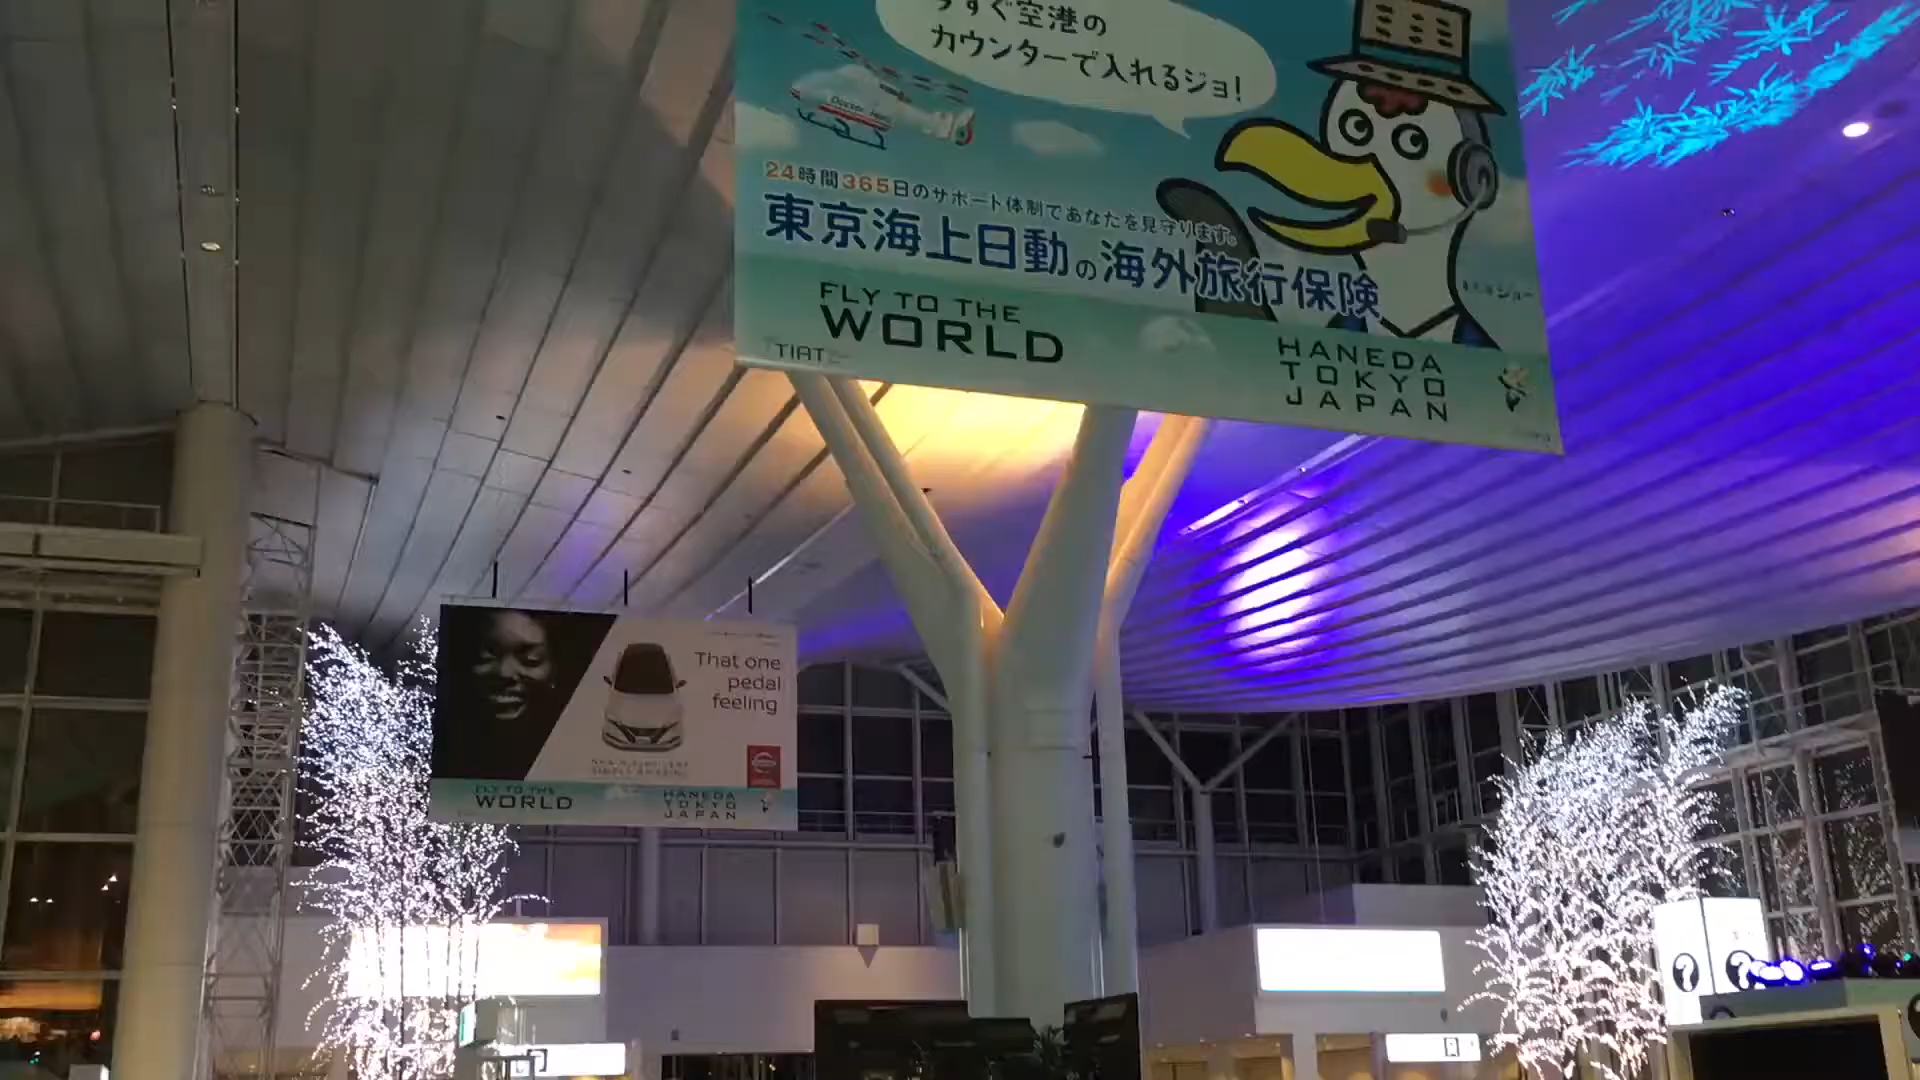 今すぐ空港の
カウンターで入れるジョ!
24時間365日のサポート体制であなたを見守ります。
東京海上日動の海外旅行保険
FLY TO THE
WORLD
TIAT
HANEDA
TOKYO
JAPAN
That one
pedal
feeling
FLY TO THE
WORLD
HANEDA
TOKYO
JAPAN
?
?